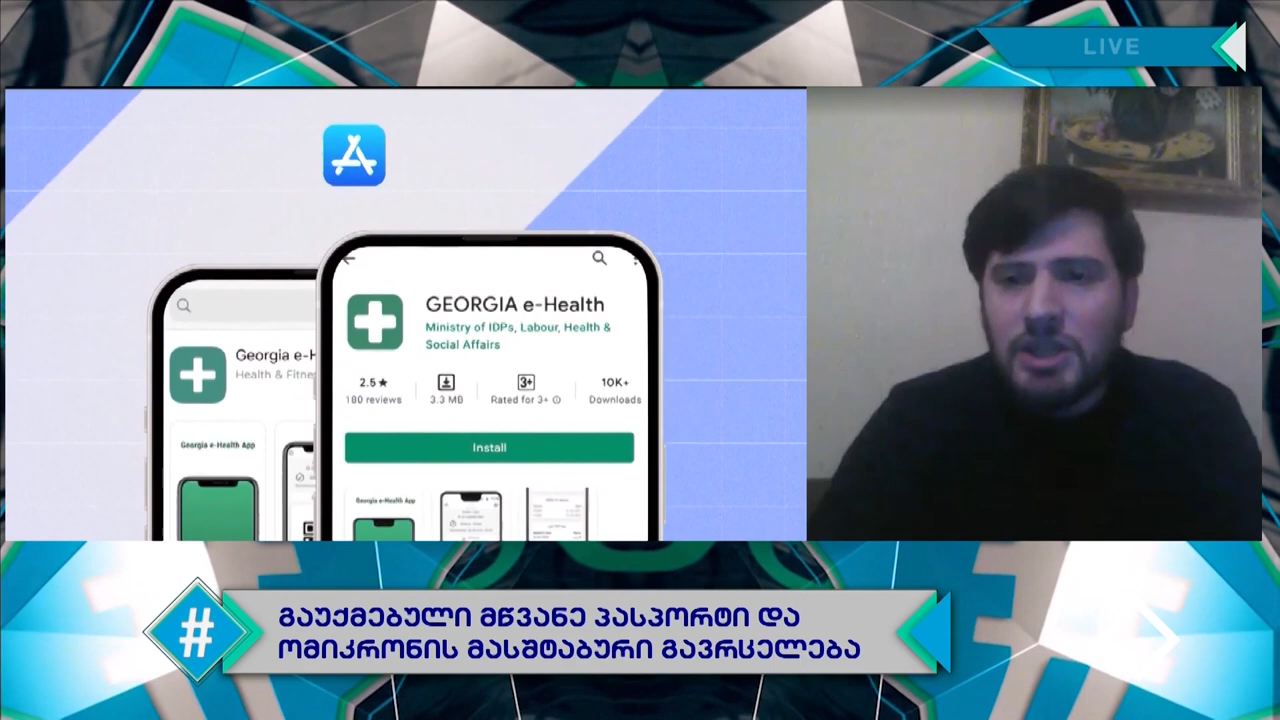 LIVE
Georgia e-H
Health & Fitne
Georgia e-Health App
GEORGIA e-Health
Ministry of IDPs, Labour, Health &
Social Affairs
2.5★
180 reviews
3.3 MB
3+
Rated for 3+
10K+
Downloads
Install
Georgia e-Health App
#
გაუქმებული მწვანე პასპორტი და
ომიკრონის მასშტაბური გავრცელება